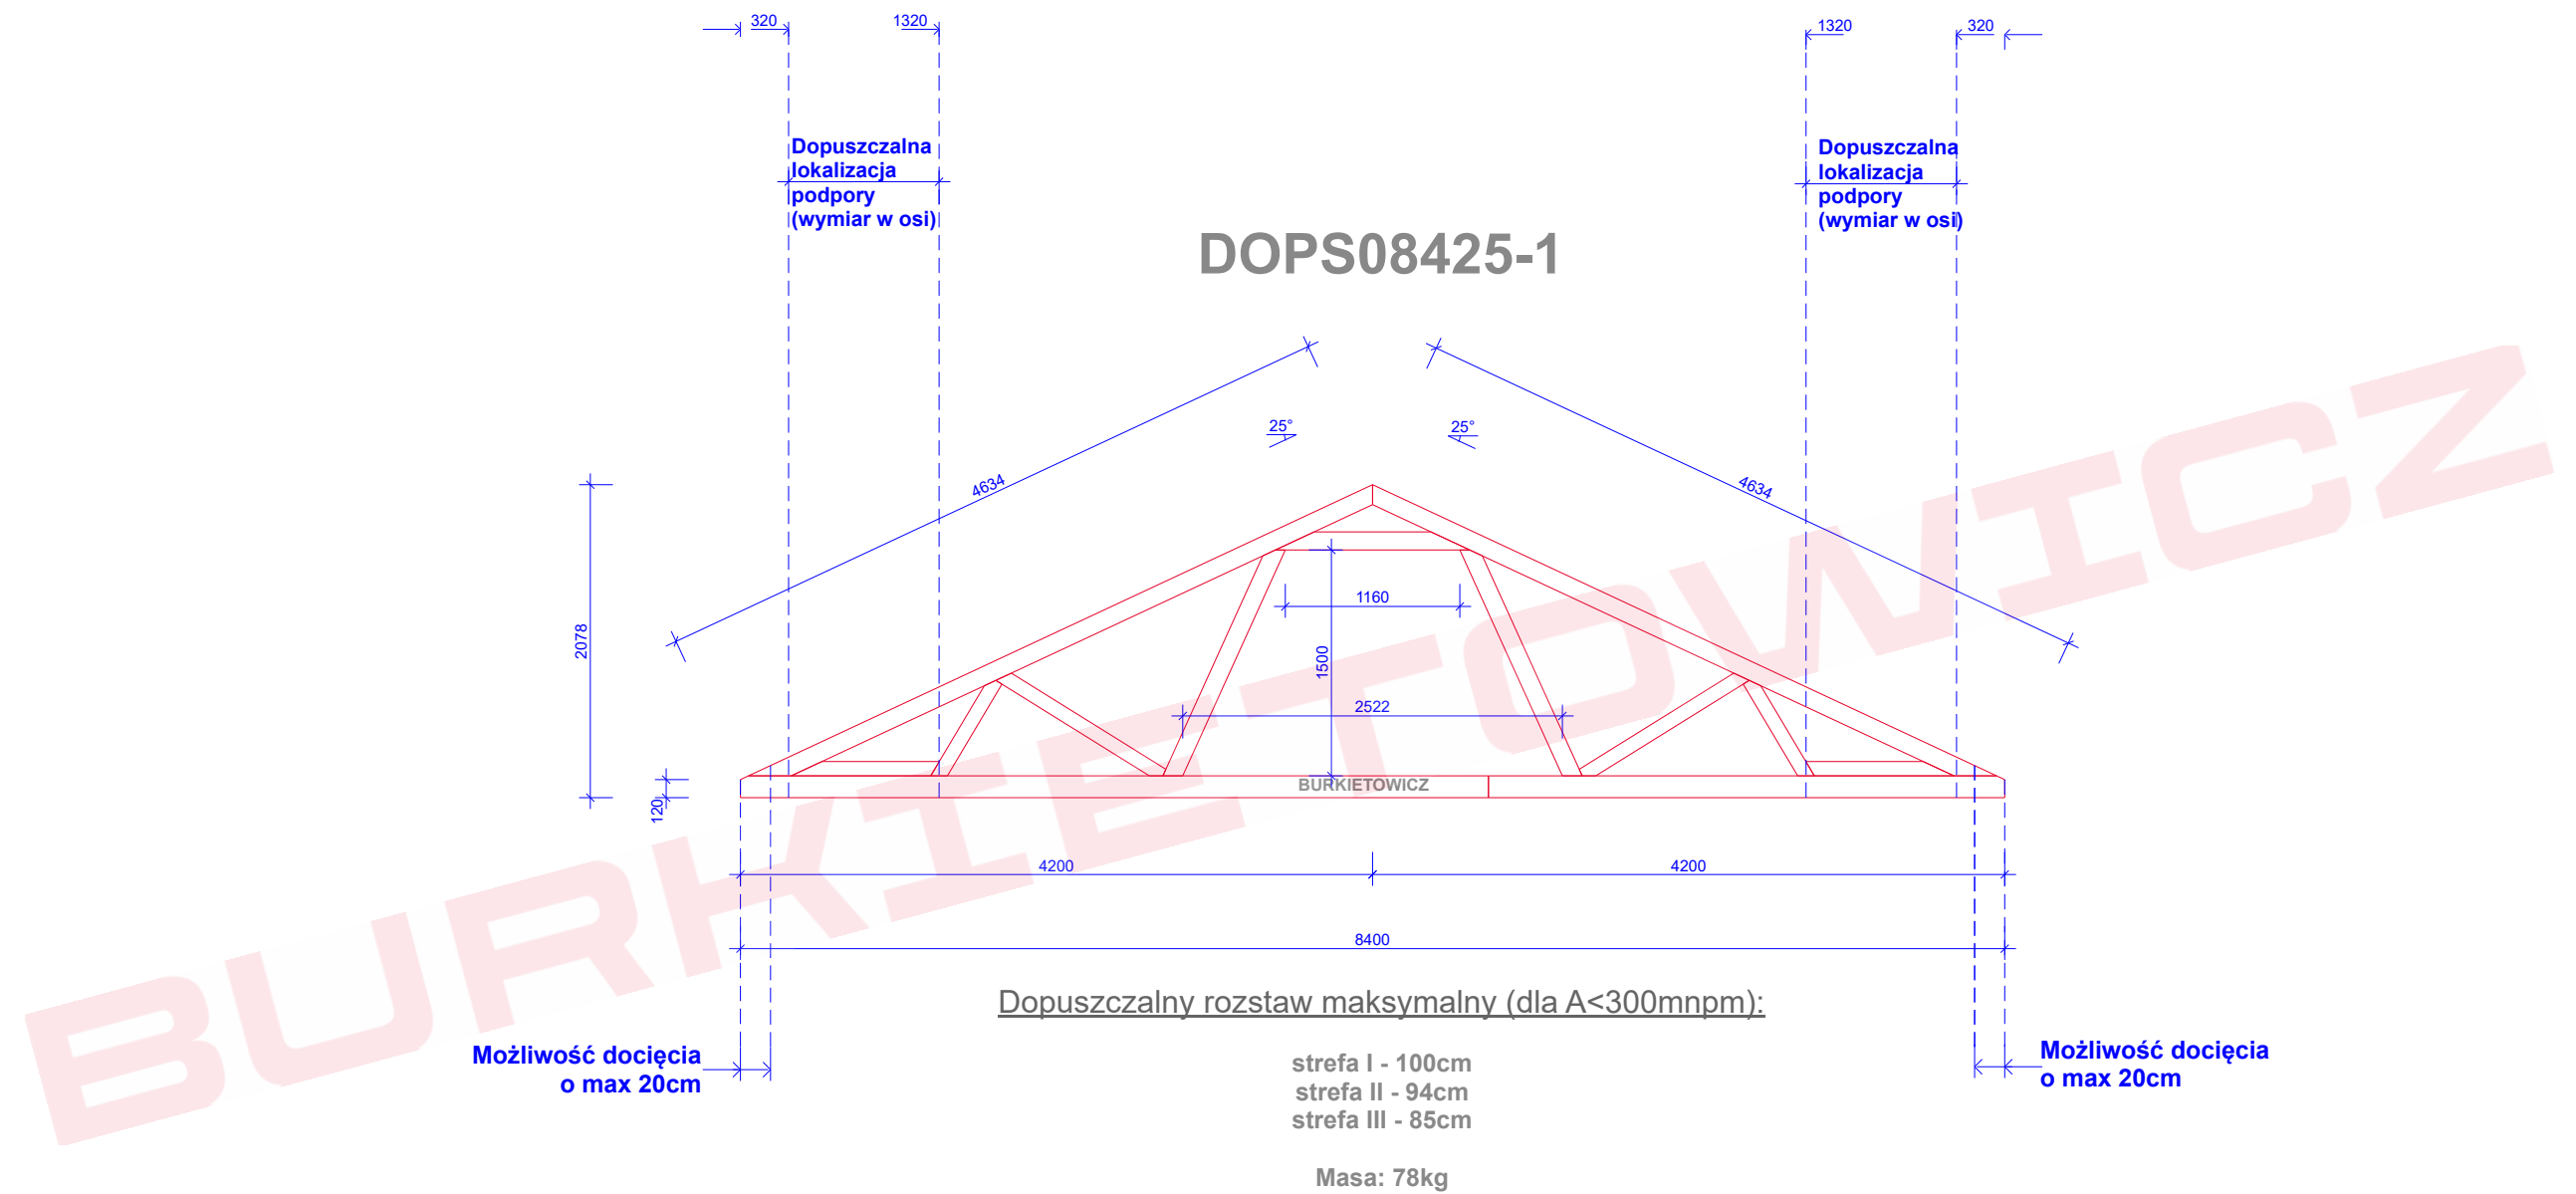 320
1320
1320
320
Dopuszczalna
lokalizacja
podpory
(wymiar w osi)
Dopuszczalna
lokalizacja
podpory
(wymiar w osi)
DOPS08425-1
25°
25°
4634
4634
2078
1160
1500
2522
120
BURKIETOWICZ
4200
4200
8400
Dopuszczalny rozstaw maksymalny (dla A<300mnpm):
Możliwość docięcia
o max 20cm
Możliwość docięcia
o max 20cm
strefa I - 100cm
strefa II - 94cm
strefa III - 85cm
Masa: 78kg
BURKIETOWICZ